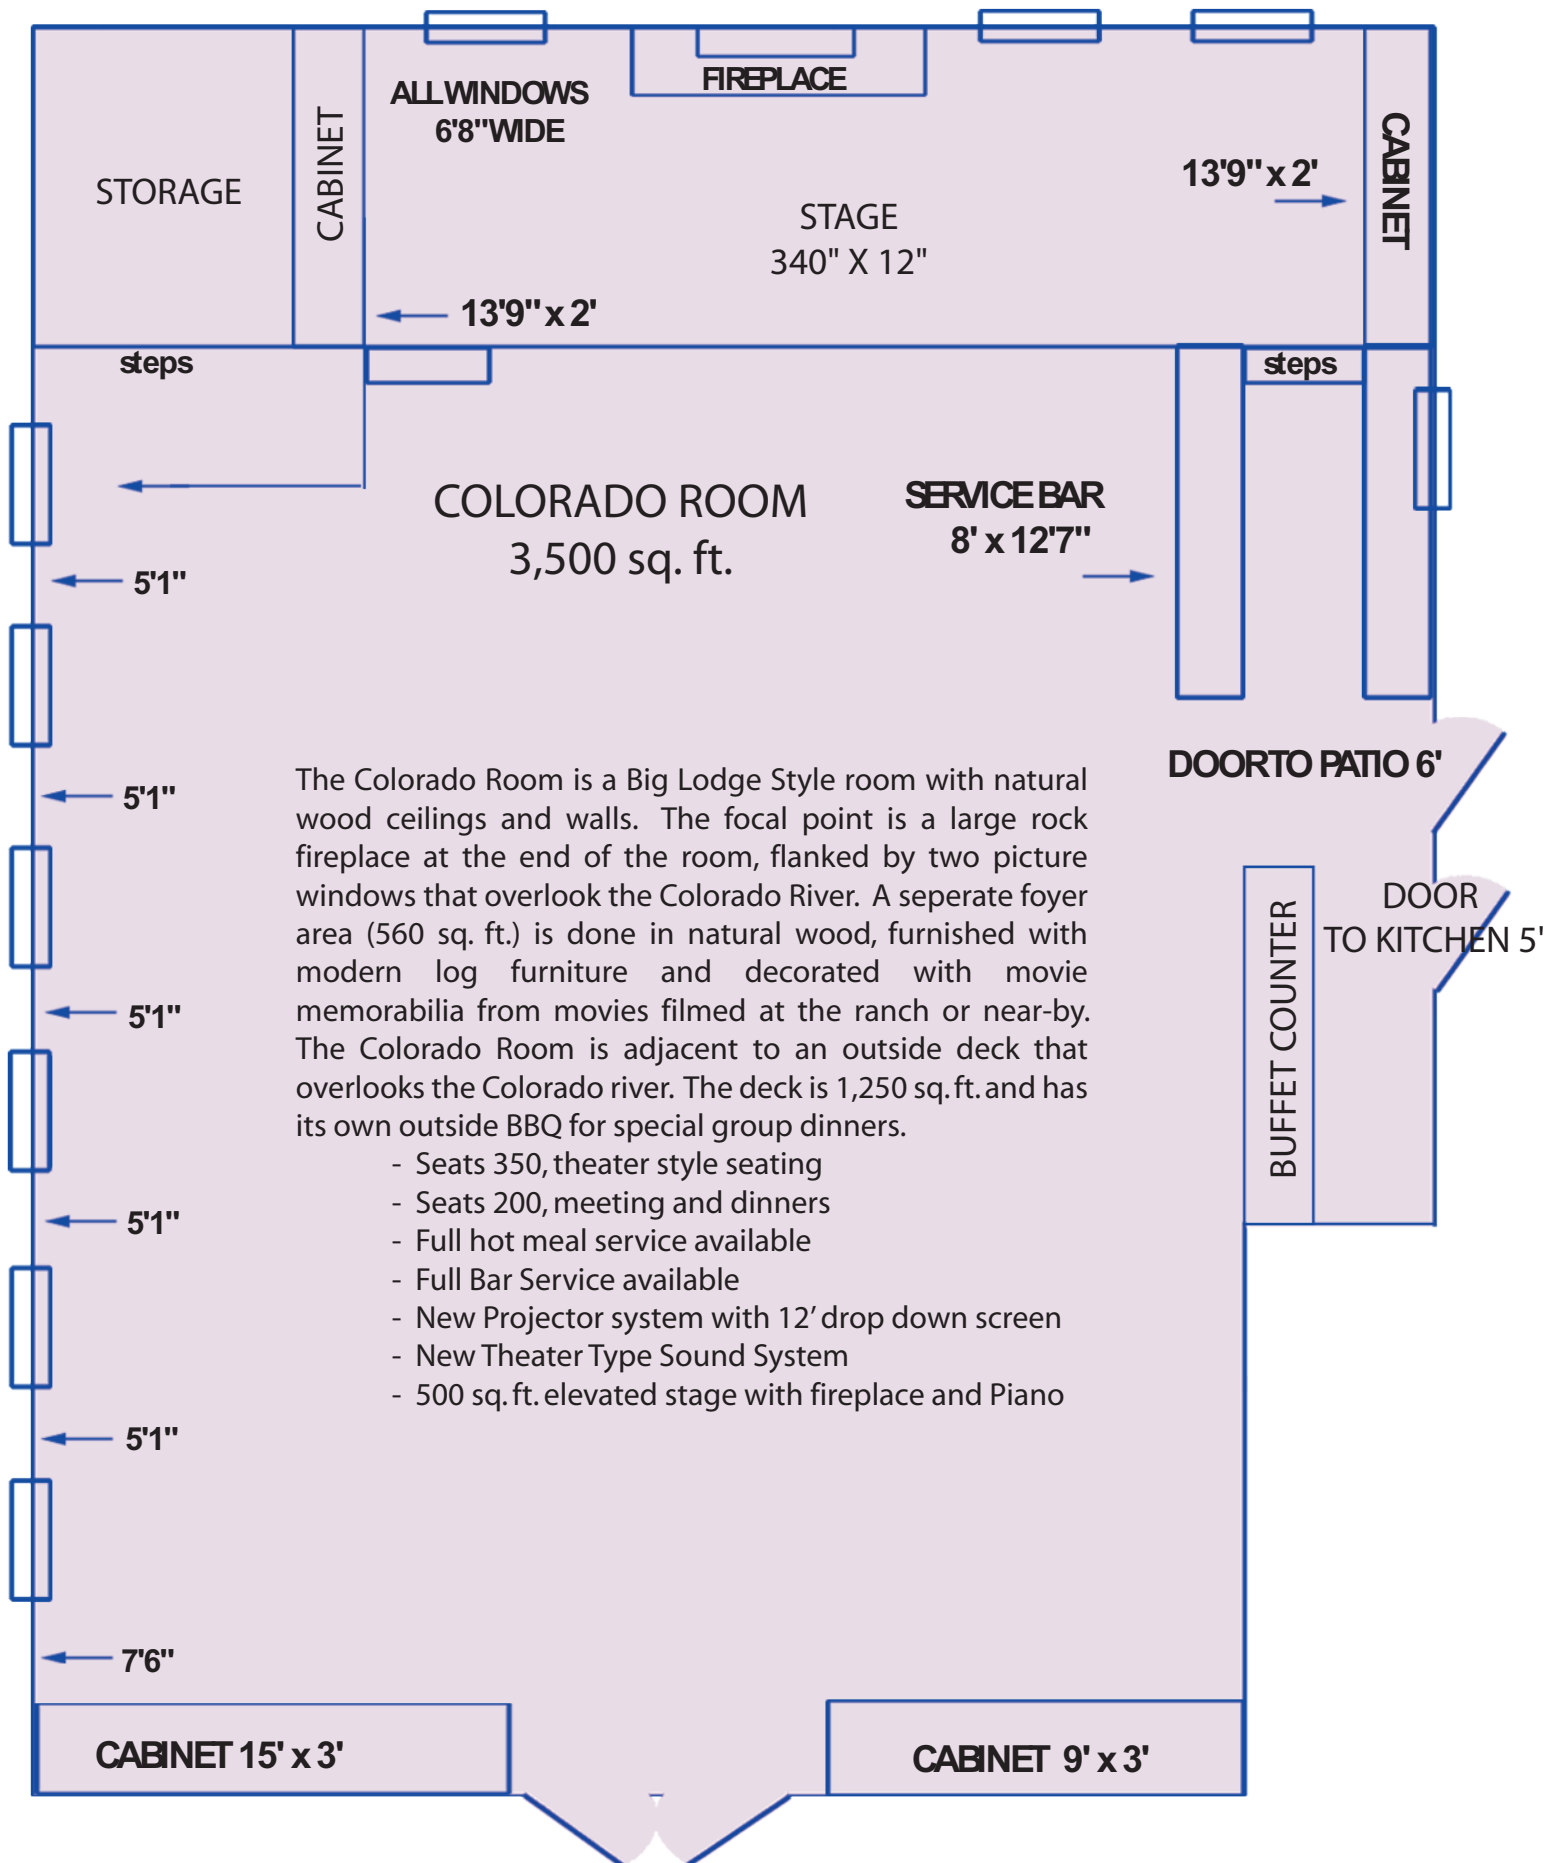 ALL WINDOWS
6'8" WIDE
FIREPLACE
STORAGE
CABINET
13'9" x 2'
CABINET
STAGE
340" X 12"
13'9" x 2'
steps
steps
COLORADO ROOM
3,500 sq. ft.
SERVICE BAR
8' x 12'7"
5'1"
DOOR TO PATIO 6'
5'1"
The Colorado Room is a Big Lodge Style room with natural
wood ceilings and walls. The focal point is a large rock
fireplace at the end of the room, flanked by two picture
windows that overlook the Colorado River. A seperate foyer
area (560 sq. ft.) is done in natural wood, furnished with
modern log furniture and decorated with movie
memorabilia from movies filmed at the ranch or near-by.
The Colorado Room is adjacent to an outside deck that
overlooks the Colorado river. The deck is 1,250 sq. ft. and has
its own outside BBQ for special group dinners.
- Seats 350, theater style seating
- Seats 200, meeting and dinners
- Full hot meal service available
- Full Bar Service available
- New Projector system with 12' drop down screen
- New Theater Type Sound System
- 500 sq. ft. elevated stage with fireplace and Piano
DOOR
TO KITCHEN 5'
BUFFET COUNTER
5'1"
5'1"
5'1"
7'6"
CABINET 15' x 3'
CABINET 9' x 3'